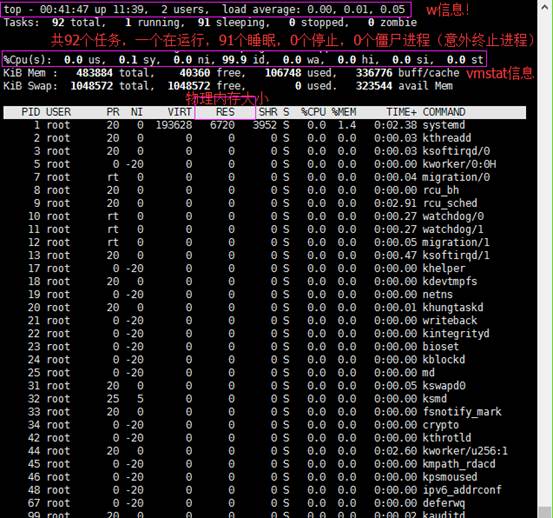 top - 00:41:47 up 11:39,  2 users,  load average: 0.00, 0.01, 0.05 w信息!
Tasks:  92 total,   1 running,  91 sleeping,   0 stopped,   0 zombie
共92个任务，一个在运行，91个睡眠，0个停止，0个僵尸进程（意外终止进程）
%Cpu(s):  0.0 us,  0.1 sy,  0.0 ni, 99.9 id,  0.0 wa,  0.0 hi,  0.0 si,  0.0 st
KiB Mem :   483884 total,    40360 free,   106748 used,   336776 buff/cache vmstat信息
KiB Swap:  1048572 total,  1048572 free,        0 used.   323544 avail Mem
物理内存大小
PID USER      PR  NI    VIRT    RES    SHR S  %CPU %MEM     TIME+ COMMAND
1 root      20   0  193628   6720   3952 S   0.0  1.4   0:02.38 systemd
2 root      20   0       0      0      0 S   0.0  0.0   0:00.03 kthreadd
3 root      20   0       0      0      0 S   0.0  0.0   0:00.03 ksoftirqd/0
5 root       0 -20       0      0      0 S   0.0  0.0   0:00.00 kworker/0:0H
7 root      rt   0       0      0      0 S   0.0  0.0   0:00.04 migration/0
8 root      20   0       0      0      0 S   0.0  0.0   0:00.00 rcu_bh
9 root      20   0       0      0      0 S   0.0  0.0   0:02.91 rcu_sched
10 root      rt   0       0      0      0 S   0.0  0.0   0:00.27 watchdog/0
11 root      rt   0       0      0      0 S   0.0  0.0   0:00.27 watchdog/1
12 root      rt   0       0      0      0 S   0.0  0.0   0:00.05 migration/1
13 root      20   0       0      0      0 S   0.0  0.0   0:00.47 ksoftirqd/1
17 root       0 -20       0      0      0 S   0.0  0.0   0:00.00 khelper
18 root      20   0       0      0      0 S   0.0  0.0   0:00.00 kdevtmpfs
19 root       0 -20       0      0      0 S   0.0  0.0   0:00.00 netns
20 root      20   0       0      0      0 S   0.0  0.0   0:00.01 khungtaskd
21 root       0 -20       0      0      0 S   0.0  0.0   0:00.00 writeback
22 root       0 -20       0      0      0 S   0.0  0.0   0:00.00 kintegrityd
23 root       0 -20       0      0      0 S   0.0  0.0   0:00.00 bioset
24 root       0 -20       0      0      0 S   0.0  0.0   0:00.00 kblockd
25 root       0 -20       0      0      0 S   0.0  0.0   0:00.00 md
31 root      20   0       0      0      0 S   0.0  0.0   0:00.05 kswapd0
32 root      25   5       0      0      0 S   0.0  0.0   0:00.00 ksmd
33 root      20   0       0      0      0 S   0.0  0.0   0:00.00 fsnotify_mark
34 root       0 -20       0      0      0 S   0.0  0.0   0:00.00 crypto
42 root       0 -20       0      0      0 S   0.0  0.0   0:00.00 kthrotld
44 root      20   0       0      0      0 S   0.0  0.0   0:02.60 kworker/u256:1
45 root       0 -20       0      0      0 S   0.0  0.0   0:00.00 kmpath_rdacd
46 root       0 -20       0      0      0 S   0.0  0.0   0:00.00 kpsmoused
48 root       0 -20       0      0      0 S   0.0  0.0   0:00.00 ipv6_addrconf
67 root       0 -20       0      0      0 S   0.0  0.0   0:00.00 deferwq
99 root      20   0       0      0      0 S   0.0  0.0   0:00.02 kauditd